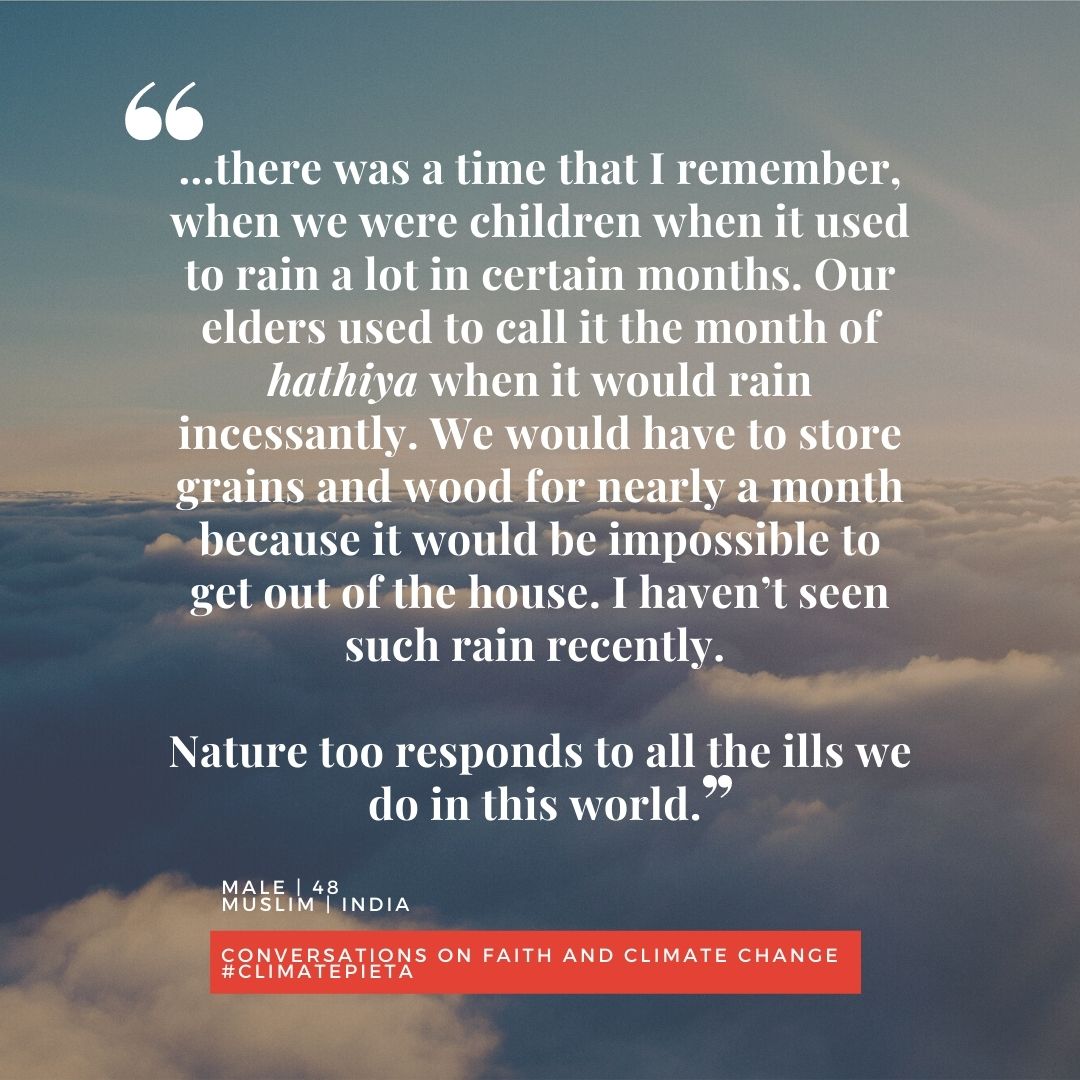 “
...there was a time that I remember,
when we were children when it used
to rain a lot in certain months. Our
elders used to call it the month of
hathiya when it would rain
incessantly. We would have to store
grains and wood for nearly a month
because it would be impossible to
get out of the house. I haven’t seen
such rain recently.
Nature too responds to all the ills we
do in this world.”
MALE | 48
MUSLIM | INDIA
CONVERSATIONS ON FAITH AND CLIMATE CHANGE
#CLIMATEPIETA